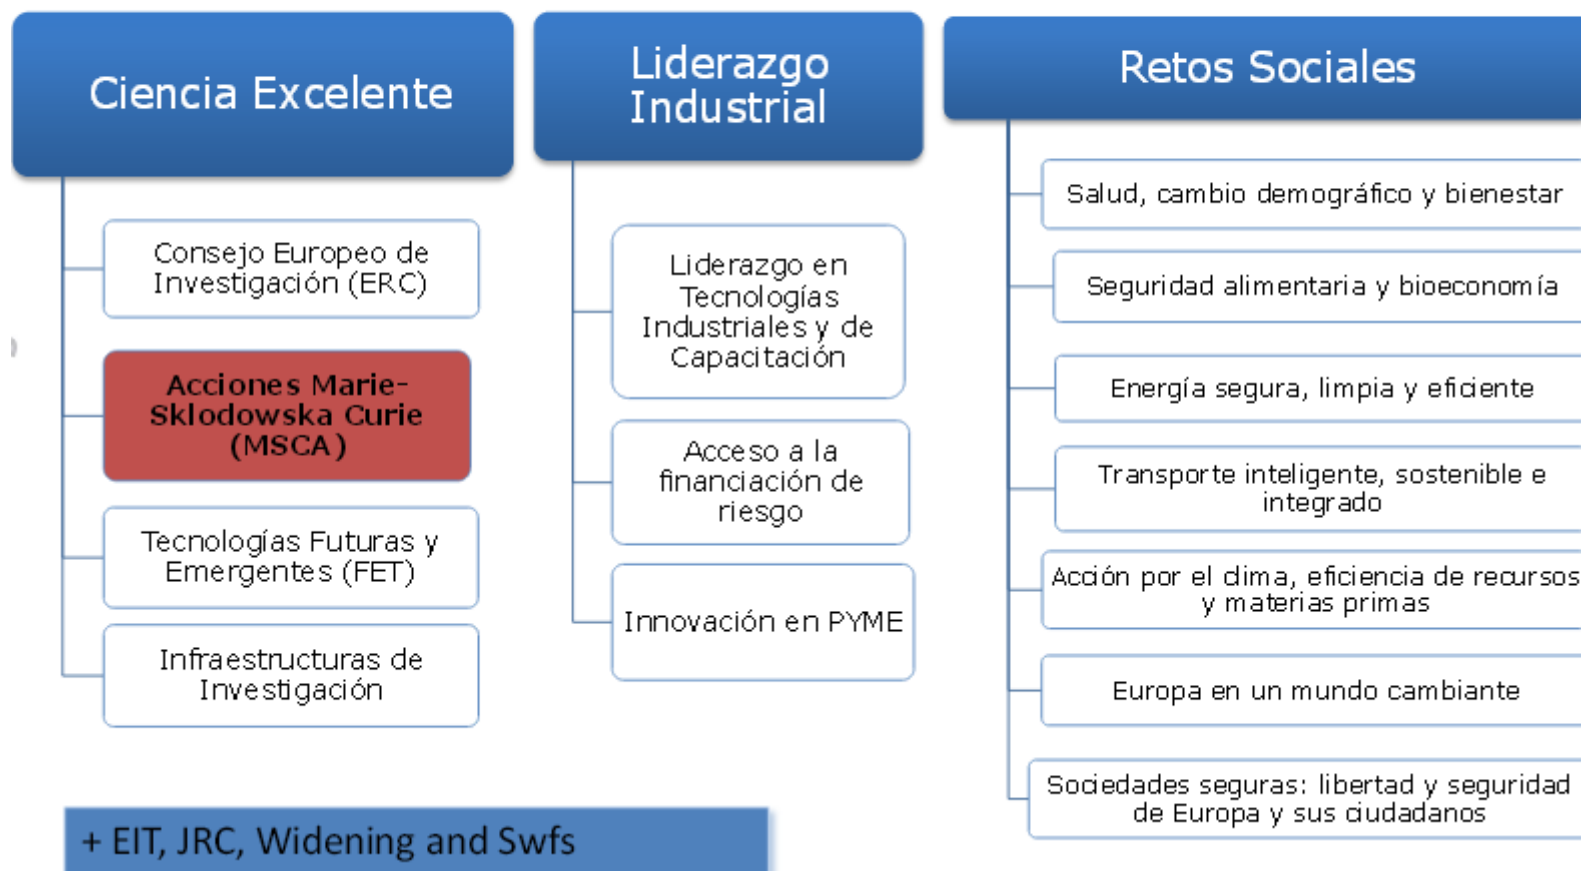 Ciencia Excelente
Consejo Europeo de
Investigación (ERC)
Acciones Marie-
Sklodowska Curie
(MSCA)
Tecnologías Futuras y
Emergentes (FET)
Infraestructuras de
Investigación
Liderazgo
Industrial
Liderazgo en
Tecnologías
Industriales y de
Capacitación
Acceso a la
financiación de
riesgo
Innovación en PYME
Retos Sociales
Salud, cambio demográfico y bienestar
Seguridad alimentaria y bioeconomía
Energía segura, limpia y eficiente
Transporte inteligente, sostenible e
integrado
Acción por el clima, eficiencia de recursos
y materias primas
Europa en un mundo cambiante
Sociedades seguras: libertad y seguridad
de Europa y sus ciudadanos
+ EIT, JRC, Widening and Swfs